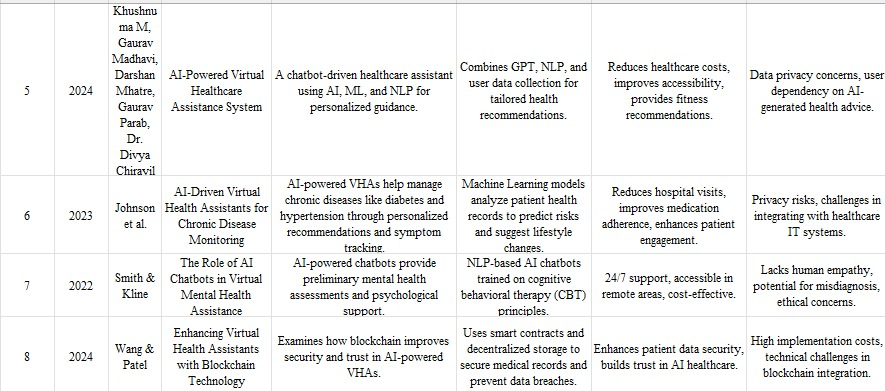 5
2024
Khushnu
ma M,
Gaurav
Madhavi,
Darshan
Mhatre,
Gaurav
Parab,
Dr.
Divya
Chiravil
AI-Powered Virtual
Healthcare
Assistance System
A chatbot-driven healthcare assistant
using AI, ML, and NLP for
personalized guidance.
Combines GPT, NLP, and
user data collection for
tailored health
recommendations.
Reduces healthcare costs,
improves accessibility,
provides fitness
recommendations.
Data privacy concerns, user
dependency on AI-
generated health advice.
6
2023
Johnson
et al.
AI-Driven Virtual
Health Assistants for
Chronic Disease
Monitoring
AI-powered VHAs help manage
chronic diseases like diabetes and
hypertension through personalized
recommendations and symptom
tracking.
Machine Learning models
analyze patient health
records to predict risks
and suggest lifestyle
changes.
Reduces hospital visits,
improves medication
adherence, enhances patient
engagement.
Privacy risks, challenges in
integrating with healthcare
IT systems.
7
2022
Smith &
Kline
The Role of AI
Chatbots in Virtual
Mental Health
Assistance
AI-powered chatbots provide
preliminary mental health
assessments and psychological
support.
NLP-based AI chatbots
trained on cognitive
behavioral therapy (CBT)
principles.
24/7 support, accessible in
remote areas, cost-effective.
Lacks human empathy,
potential for misdiagnosis,
ethical concerns.
8
2024
Wang &
Patel
Enhancing Virtual
Health Assistants
with Blockchain
Technology
Examines how blockchain improves
security and trust in AI-powered
VHAs.
Uses smart contracts and
decentralized storage to
secure medical records and
prevent data breaches.
Enhances patient data security,
builds trust in AI healthcare.
High implementation costs,
technical challenges in
blockchain integration.